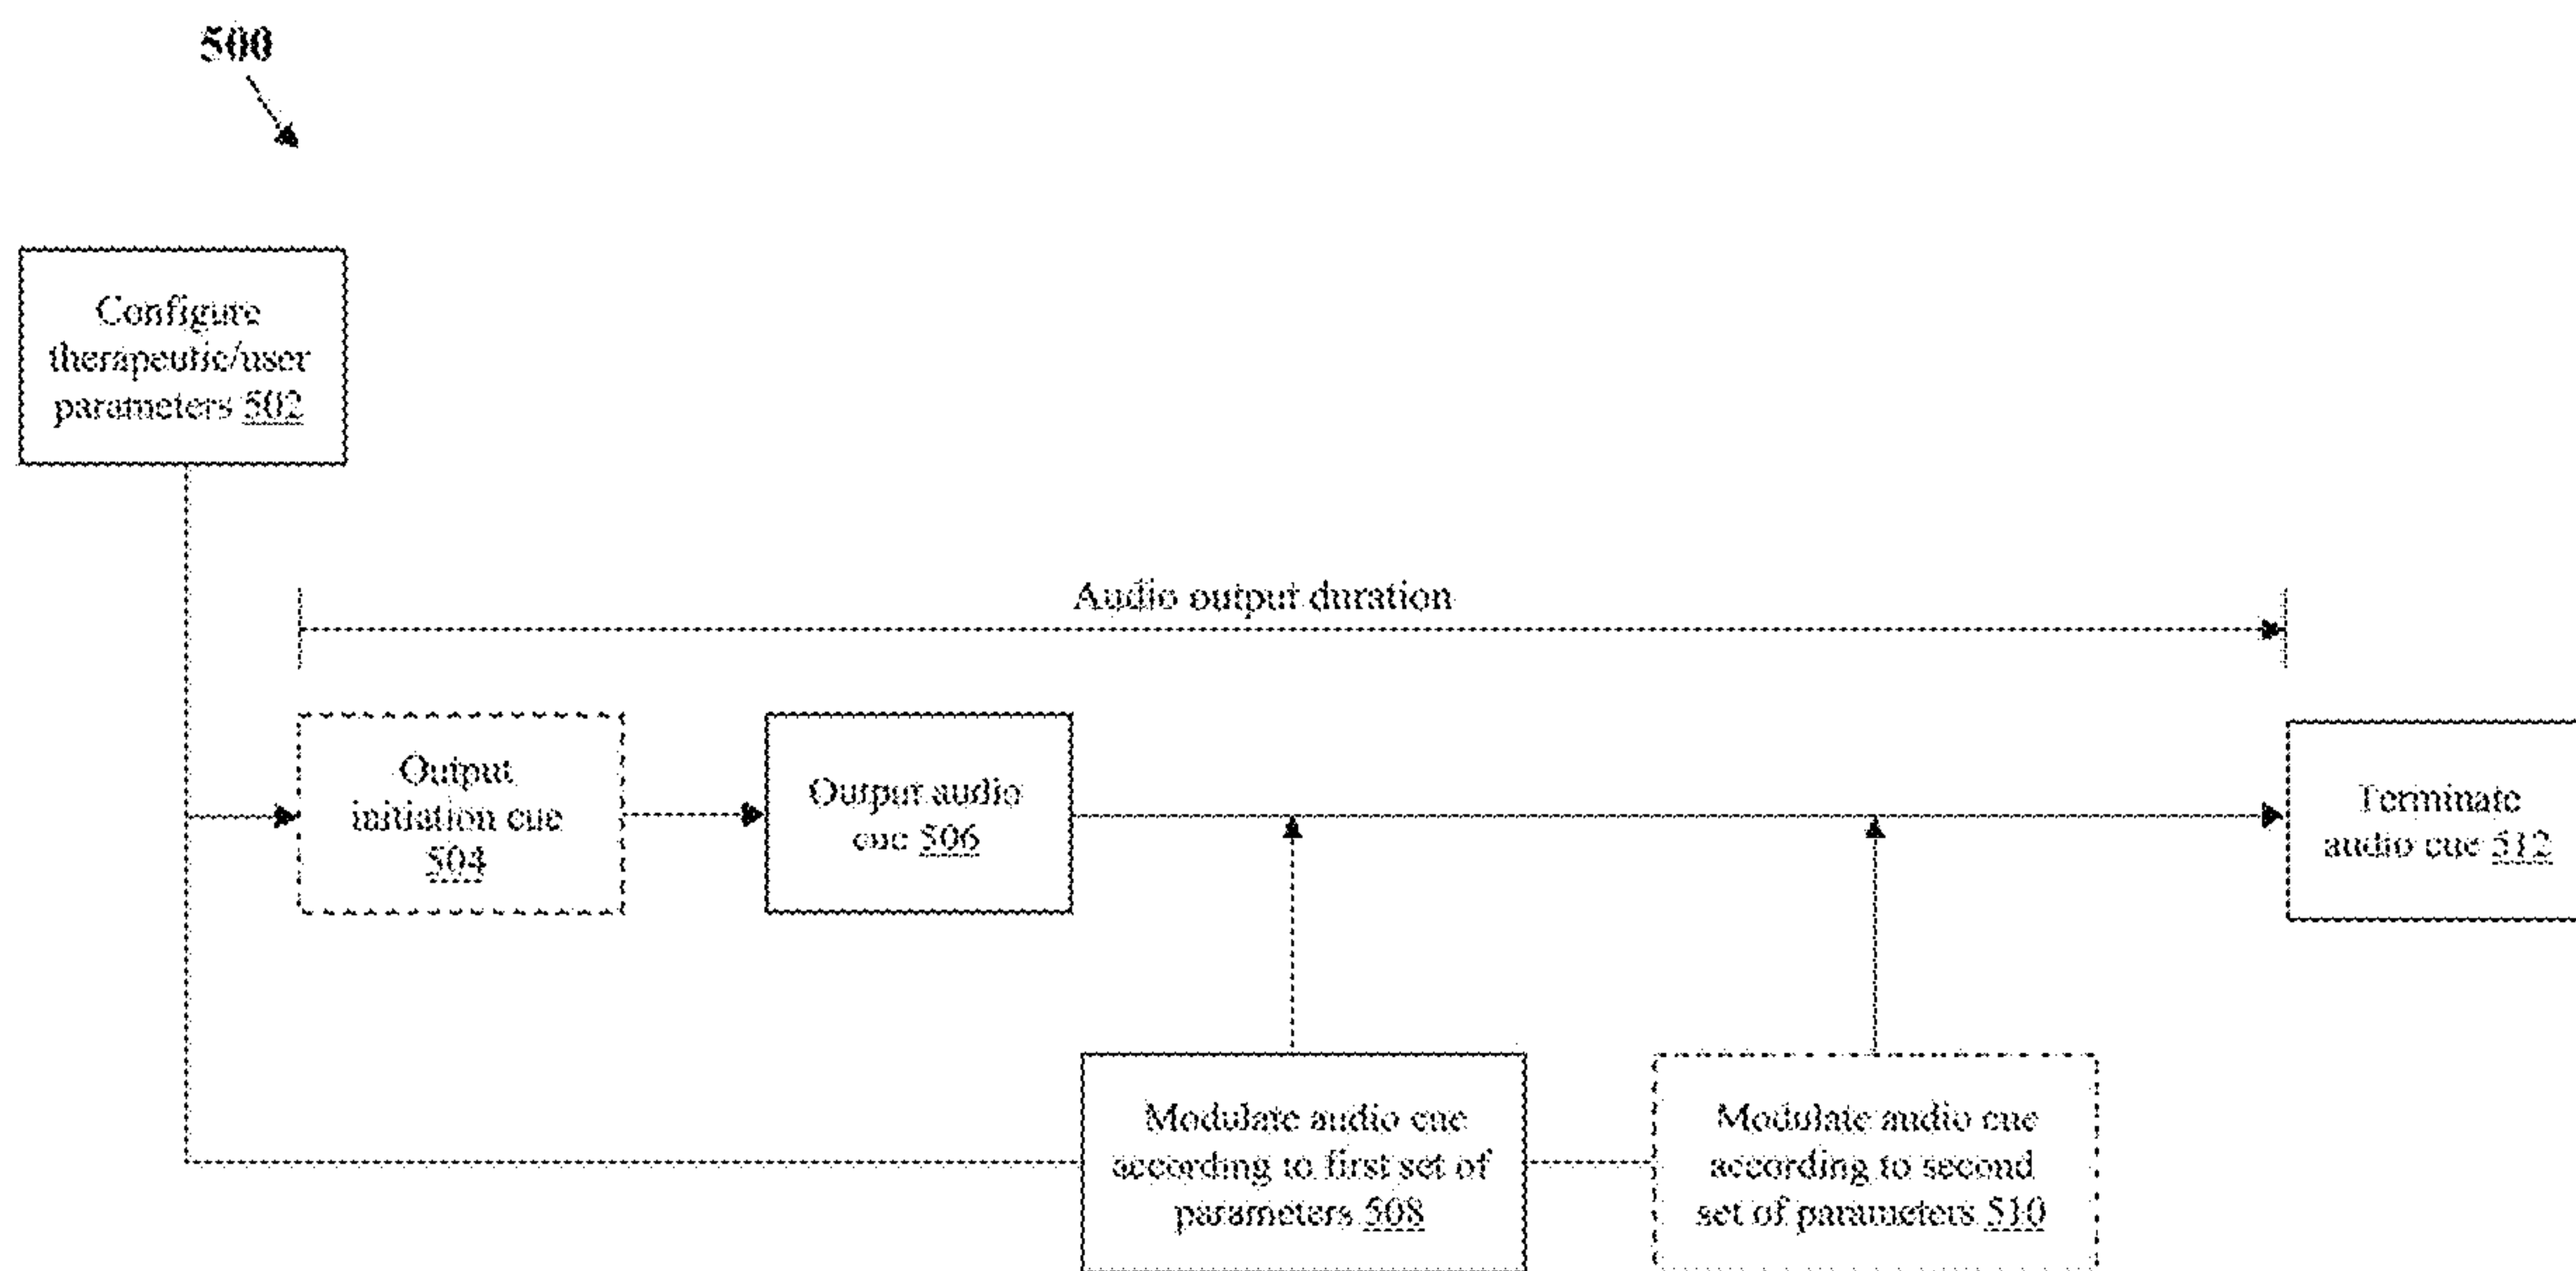 500
Configure
therapeutic/user
parameters 502
Audio output duration
Output
initiation cue
504
Output audio
cue 506
Terminate
audio cue 512
Modulate audio cue
according to first set of
parameters 508
Modulate audio cue
according to second
set of parameters 510